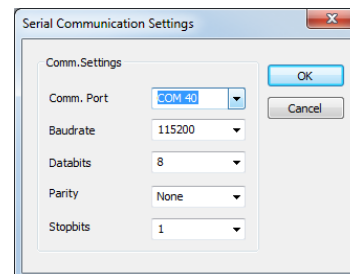 Serial Communication Settings
Comm.Settings
Comm. Port COM 40
Baudrate 115200
Databits 8
Parity None
Stopbits 1
OK
Cancel